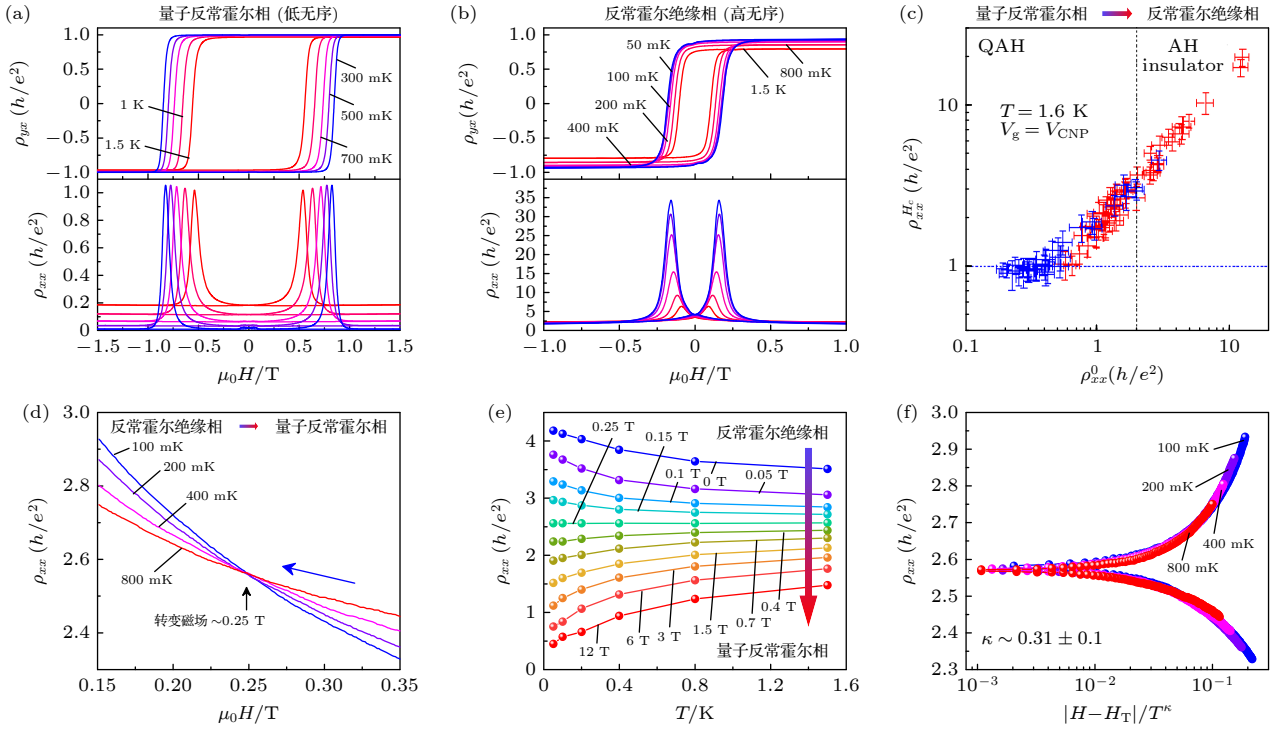 (a)
量子反常霍尔相 (低无序)
1.0
0.5
0
−0.5
−1.0
ρyx (h/e²)
300 mK
500 mK
700 mK
1 K
1.5 K
1.0
0.8
0.6
0.4
0.2
0
ρxx (h/e²)
−1.5 −1.0 −0.5 0 0.5 1.0 1.5
μ0H/T
(b)
反常霍尔绝缘相 (高无序)
1.0
0.5
0
−0.5
−1.0
ρyx (h/e²)
50 mK
100 mK
200 mK
400 mK
800 mK
1.5 K
35
30
25
20
15
10
5
0
ρxx (h/e²)
−1.0 −0.5 0 0.5 1.0
μ0H/T
(c)
量子反常霍尔相 反常霍尔绝缘相
QAH
AH
insulator
T = 1.6 K
Vg = VCNP
10
1
ρxx^Hc (h/e²)
0.1 1 10
ρ⁰xx(h/e²)
(d)
3.0
2.8
2.6
2.4
ρxx (h/e²)
反常霍尔绝缘相 量子反常霍尔相
100 mK
200 mK
400 mK
800 mK
转变磁场 ~0.25 T
0.15 0.20 0.25 0.30 0.35
μ0H/T
(e)
4
3
2
1
0
ρxx (h/e²)
0.25 T
0.15 T
0.1 T
0 T
0.05 T
反常霍尔绝缘相
12 T
6 T
3 T
1.5 T
0.7 T
0.4 T
量子反常霍尔相
0 0.4 0.8 1.2 1.6
T/K
(f)
3.0
2.9
2.8
2.7
2.6
2.5
2.4
2.3
ρxx (h/e²)
100 mK
200 mK
400 mK
800 mK
κ ~ 0.31 ± 0.1
10⁻³ 10⁻² 10⁻¹
|H−HT|/T^κ